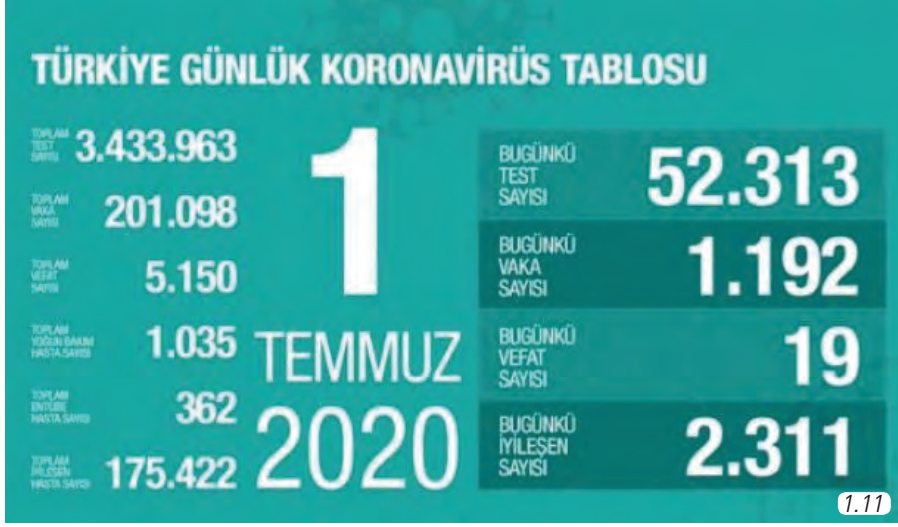 TÜRKİYE GÜNLÜK KORONAVİRÜS TABLOSU
TOPLAM
TEST
SAYISI
3.433.963
TOPLAM
VAKA
SAYISI
201.098
TOPLAM
VEFAT
SAYISI
5.150
TOPLAM
YOĞUN BAKIM
HASTA SAYISI
1.035
TOPLAM
ENTÜBE
HASTA SAYISI
362
TOPLAM
İYİLEŞEN
HASTA SAYISI
175.422
1
TEMMUZ
2020
BUGÜNKÜ
TEST
SAYISI
52.313
BUGÜNKÜ
VAKA
SAYISI
1.192
BUGÜNKÜ
VEFAT
SAYISI
19
BUGÜNKÜ
İYİLEŞEN
SAYISI
2.311
1.11